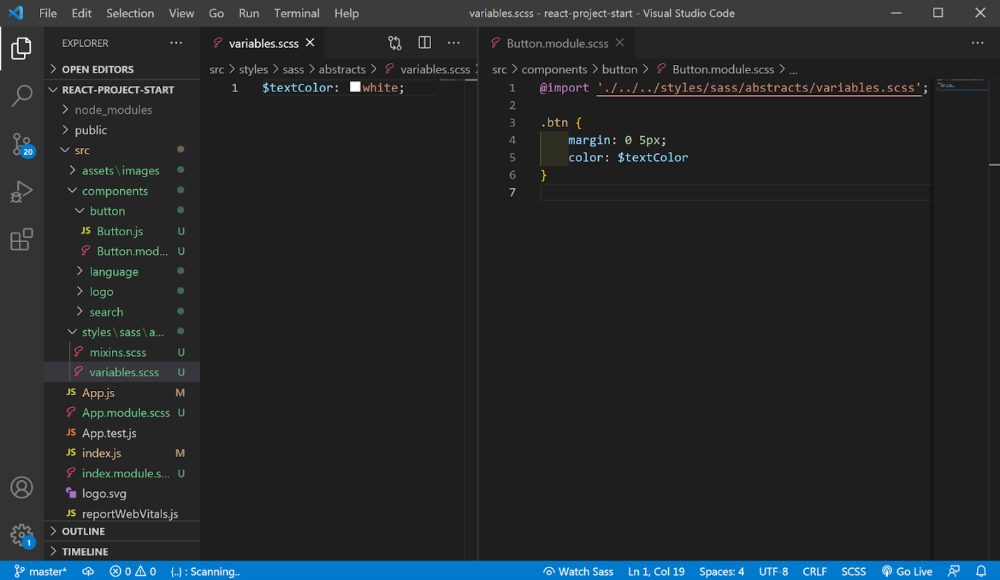 File Edit Selection View Go Run Terminal Help
variables.scss - react-project-start - Visual Studio Code
EXPLORER
OPEN EDITORS
REACT-PROJECT-START
node_modules
public
src
assets\images
components
button
JS Button.js U
Button.mod... U
language
logo
search
styles\sass\a...
mixins.scss U
variables.scss U
JS App.js M
App.module.scss U
JS App.test.js
JS index.js M
index.module.s... U
logo.svg
JS reportWebVitals.js
OUTLINE
TIMELINE
20
1
variables.scss
src > styles > sass > abstracts > variables.scss >
1 $textColor: white;
Button.module.scss
src > components > button > Button.module.scss > ...
1 @import './../../styles/sass/abstracts/variables.scss';
2
3 .btn {
4 margin: 0 5px;
5 color: $textColor
6 }
7
master* 0 0 {..} : Scanning.. Watch Sass Ln 1, Col 19 Spaces: 4 UTF-8 CRLF SCSS Go Live